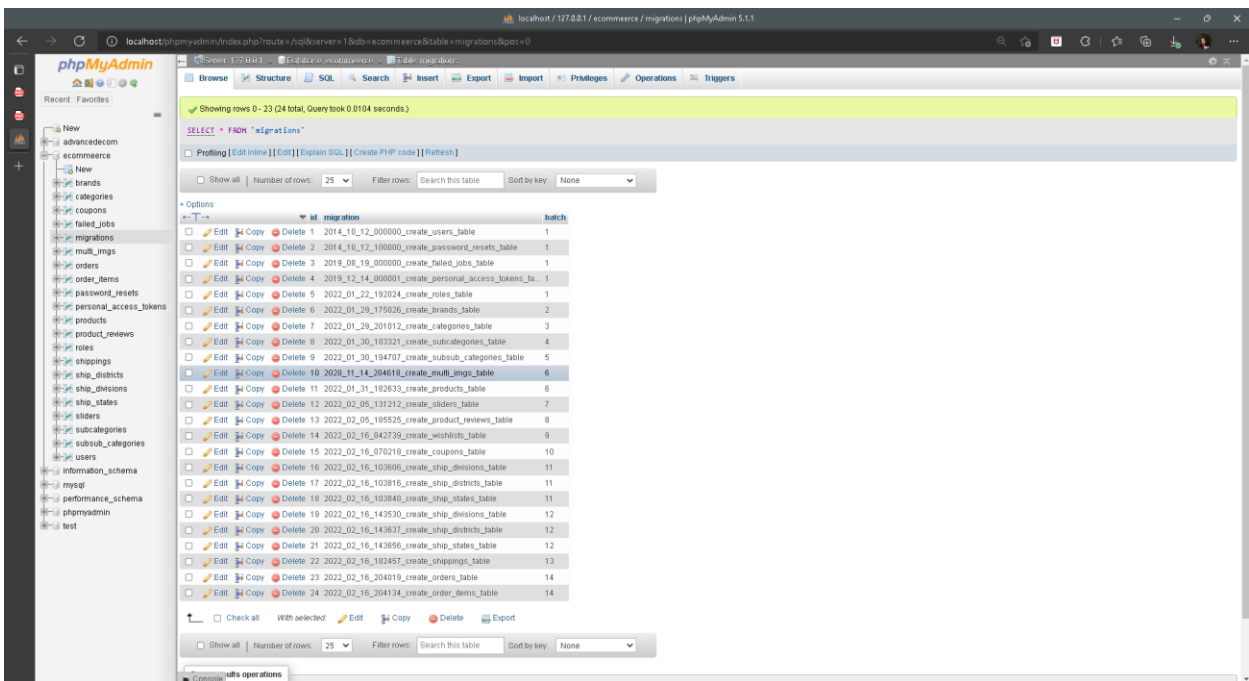 localhost / 127.0.0.1 / ecommeerce / migrations | phpMyAdmin 5.1.1
localhost/phpmyadmin/index.php?route=/sql&server=1&db=ecommeerce&table=migrations&pos=0
phpMyAdmin
Recent Favorites
New
advancedecom
ecommeerce
New
brands
categories
coupons
failed_jobs
migrations
multi_imgs
orders
order_items
password_resets
personal_access_tokens
products
product_reviews
roles
shippings
ship_districts
ship_divisions
ship_states
sliders
subcategories
subsub_categories
users
information_schema
mysql
performance_schema
phpmyadmin
test
Server: 127.0.0.1 » Database: ecommeerce » Table: migrations
Browse Structure SQL Search Insert Export Import Privileges Operations Triggers
Showing rows 0 - 23 (24 total, Query took 0.0104 seconds.)
SELECT * FROM `migrations`
Profiling [ Edit inline ] [ Edit ] [ Explain SQL ] [ Create PHP code ] [ Refresh ]
Show all | Number of rows: 25 Filter rows: Search this table Sort by key: None
+ Options
←T→ id migration batch
Edit Copy Delete 1 2014_10_12_000000_create_users_table 1
Edit Copy Delete 2 2014_10_12_100000_create_password_resets_table 1
Edit Copy Delete 3 2019_08_19_000000_create_failed_jobs_table 1
Edit Copy Delete 4 2019_12_14_000001_create_personal_access_tokens_ta... 1
Edit Copy Delete 5 2022_01_22_192024_create_roles_table 1
Edit Copy Delete 6 2022_01_29_175026_create_brands_table 2
Edit Copy Delete 7 2022_01_29_201012_create_categories_table 3
Edit Copy Delete 8 2022_01_30_183321_create_subcategories_table 4
Edit Copy Delete 9 2022_01_30_194707_create_subsub_categories_table 5
Edit Copy Delete 10 2020_11_14_204618_create_multi_imgs_table 6
Edit Copy Delete 11 2022_01_31_182633_create_products_table 6
Edit Copy Delete 12 2022_02_05_131212_create_sliders_table 7
Edit Copy Delete 13 2022_02_05_185525_create_product_reviews_table 8
Edit Copy Delete 14 2022_02_16_042739_create_wishlists_table 9
Edit Copy Delete 15 2022_02_16_070218_create_coupons_table 10
Edit Copy Delete 16 2022_02_16_103606_create_ship_divisions_table 11
Edit Copy Delete 17 2022_02_16_103816_create_ship_districts_table 11
Edit Copy Delete 18 2022_02_16_103840_create_ship_states_table 11
Edit Copy Delete 19 2022_02_16_143530_create_ship_divisions_table 12
Edit Copy Delete 20 2022_02_16_143637_create_ship_districts_table 12
Edit Copy Delete 21 2022_02_16_143656_create_ship_states_table 12
Edit Copy Delete 22 2022_02_16_182457_create_shippings_table 13
Edit Copy Delete 23 2022_02_16_204019_create_orders_table 14
Edit Copy Delete 24 2022_02_16_204134_create_order_items_table 14
Check all With selected: Edit Copy Delete Export
Show all | Number of rows: 25 Filter rows: Search this table Sort by key: None
ults operations
Console